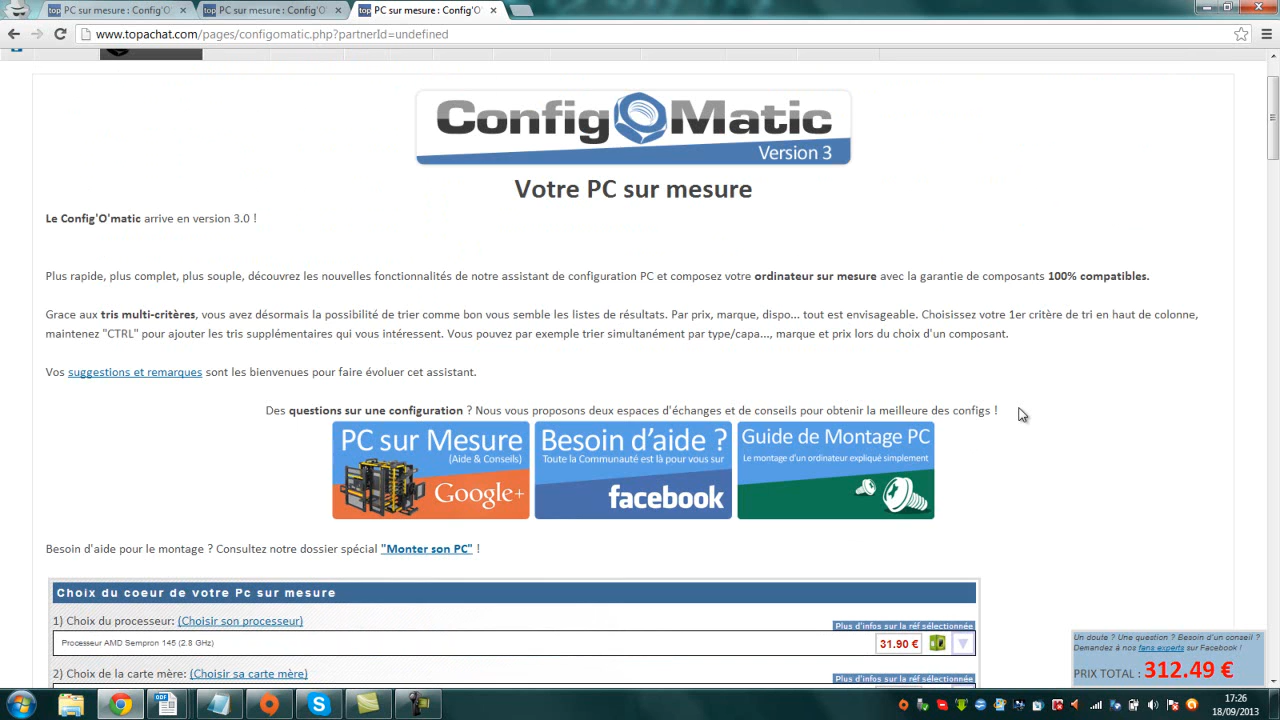 top PC sur mesure : Config'O'
top PC sur mesure : Config'O'
top PC sur mesure : Config'O'
www.topachat.com/pages/configomatic.php?partnerId=undefined
Config O Matic
Version 3
Votre PC sur mesure
Le Config'O'matic arrive en version 3.0 !
Plus rapide, plus complet, plus souple, découvrez les nouvelles fonctionnalités de notre assistant de configuration PC et composez votre ordinateur sur mesure avec la garantie de composants 100% compatibles.
Grace aux tris multi-critères, vous avez désormais la possibilité de trier comme bon vous semble les listes de résultats. Par prix, marque, dispo... tout est envisageable. Choisissez votre 1er critère de tri en haut de colonne,
maintenez "CTRL" pour ajouter les tris supplémentaires qui vous intéressent. Vous pouvez par exemple trier simultanément par type/capa..., marque et prix lors du choix d'un composant.
Vos suggestions et remarques sont les bienvenues pour faire évoluer cet assistant.
Des questions sur une configuration ? Nous vous proposons deux espaces d'échanges et de conseils pour obtenir la meilleure des configs !
PC sur Mesure
(Aide & Conseils)
Google+
Besoin d'aide ?
Toute la Communauté est là pour vous sur
facebook
Guide de Montage PC
Le montage d'un ordinateur expliqué simplement
Besoin d'aide pour le montage ? Consultez notre dossier spécial "Monter son PC" !
Choix du coeur de votre Pc sur mesure
1) Choix du processeur: (Choisir son processeur)
Plus d'infos sur la réf sélectionnée
Processeur AMD Sempron 145 (2.8 GHz)
31.90 €
2) Choix de la carte mère: (Choisir sa carte mère)
Plus d'infos sur la réf sélectionnée
Un doute ? Une question ? Besoin d'un conseil ?
Demandez à nos fans experts sur Facebook !
PRIX TOTAL : 312.49 €
17:26
18/09/2013